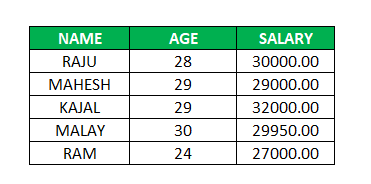 NAME AGE SALARY
RAJU 28 30000.00
MAHESH 29 29000.00
KAJAL 29 32000.00
MALAY 30 29950.00
RAM 24 27000.00